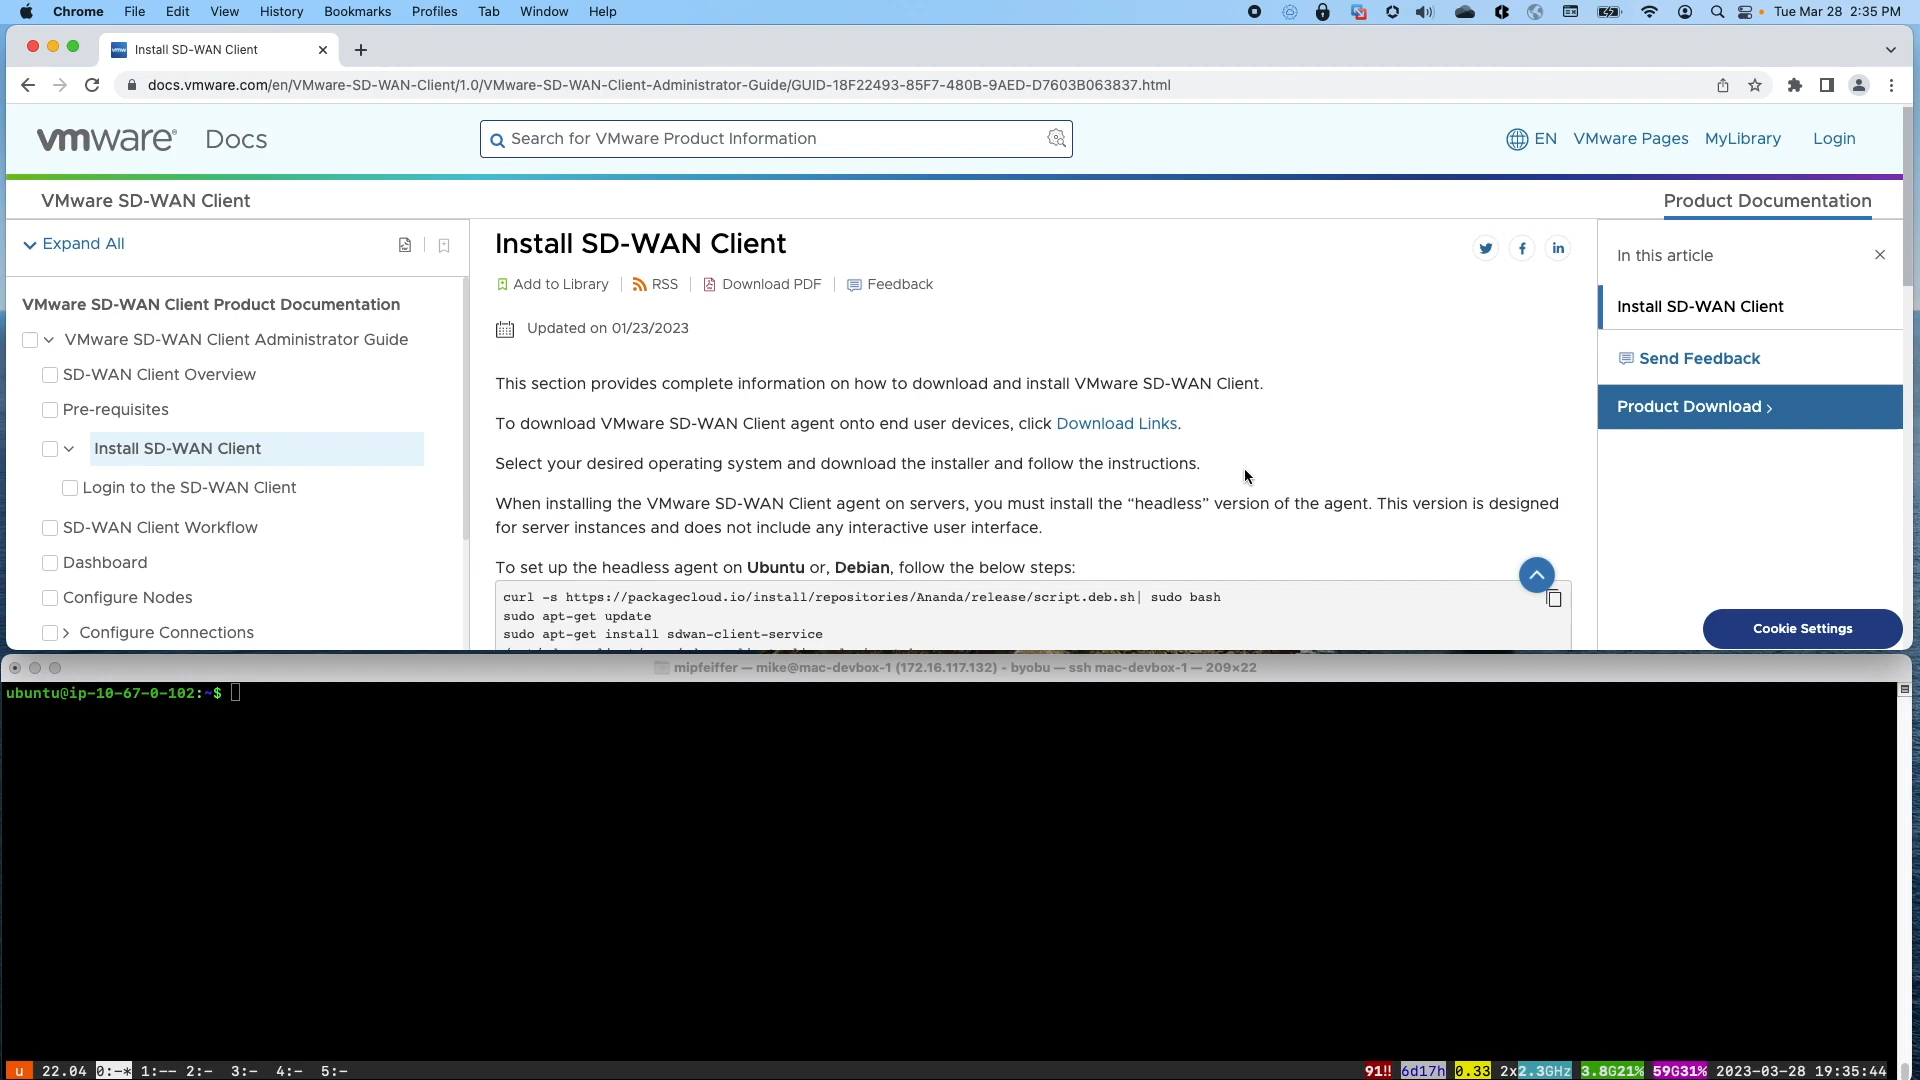 Chrome File Edit View History Bookmarks Profiles Tab Window Help Tue Mar 28 2:35 PM
Install SD-WAN Client
docs.vmware.com/en/VMware-SD-WAN-Client/1.0/VMware-SD-WAN-Client-Administrator-Guide/GUID-18F22493-85F7-480B-9AED-D7603B063837.html
vmware Docs
Search for VMware Product Information
EN VMware Pages MyLibrary Login
VMware SD-WAN Client
Product Documentation
Expand All
VMware SD-WAN Client Product Documentation
VMware SD-WAN Client Administrator Guide
SD-WAN Client Overview
Pre-requisites
Install SD-WAN Client
Login to the SD-WAN Client
SD-WAN Client Workflow
Dashboard
Configure Nodes
Configure Connections
Install SD-WAN Client
Add to Library RSS Download PDF Feedback
Updated on 01/23/2023
This section provides complete information on how to download and install VMware SD-WAN Client.
To download VMware SD-WAN Client agent onto end user devices, click Download Links.
Select your desired operating system and download the installer and follow the instructions.
When installing the VMware SD-WAN Client agent on servers, you must install the “headless” version of the agent. This version is designed
for server instances and does not include any interactive user interface.
To set up the headless agent on Ubuntu or, Debian, follow the below steps:
curl -s https://packagecloud.io/install/repositories/Ananda/release/script.deb.sh| sudo bash
sudo apt-get update
sudo apt-get install sdwan-client-service
In this article
Install SD-WAN Client
Send Feedback
Product Download ›
Cookie Settings
mipfeiffer — mike@mac-devbox-1 (172.16.117.132) - byobu — ssh mac-devbox-1 — 209×22
ubuntu@ip-10-67-0-102:~$
u 22.04 0:-* 1:-- 2:- 3:- 4:- 5:- 91!! 6d17h 0.33 2x2.3GHz 3.8G21% 59G31% 2023-03-28 19:35:44